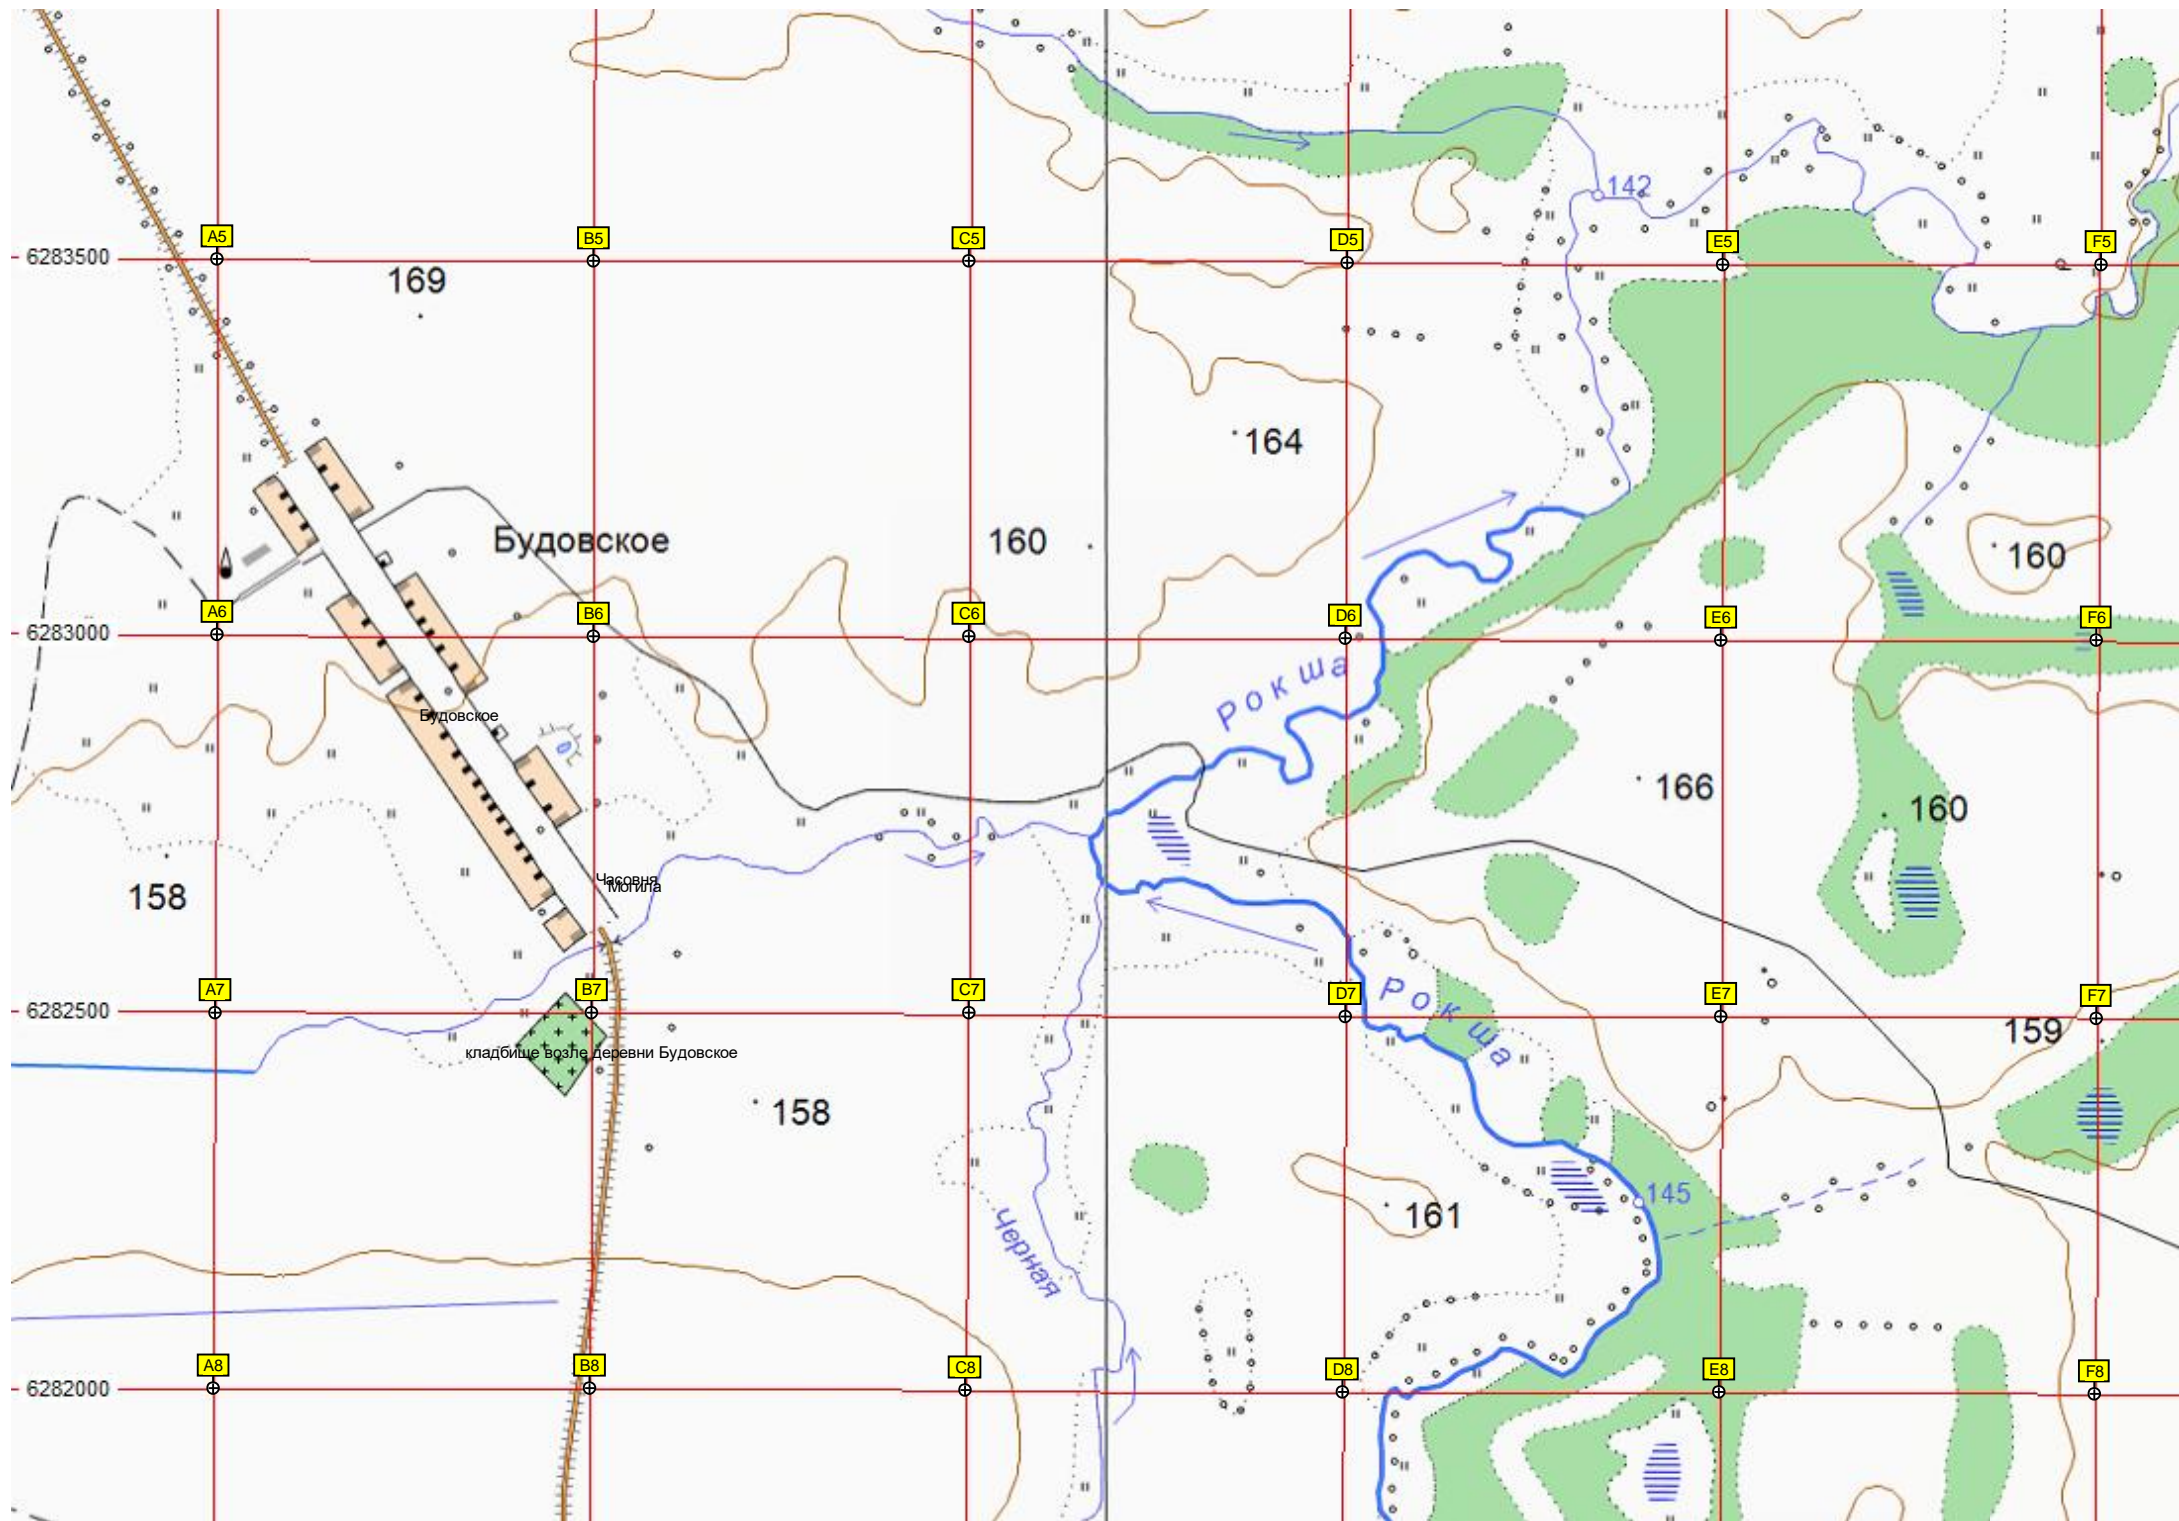 142
A5
B5
C5
D5
E5
F5
6283500
169
164
Будовское
160
160
A6
B6
C6
D6
E6
F6
6283000
Рокша
Будовское
166
160
158
Часовня
Могила
A7
B7
C7
D7
E7
F7
6282500
Рокша
159
кладбище возле деревни Будовское
158
145
161
Черная
A8
B8
C8
D8
E8
F8
6282000